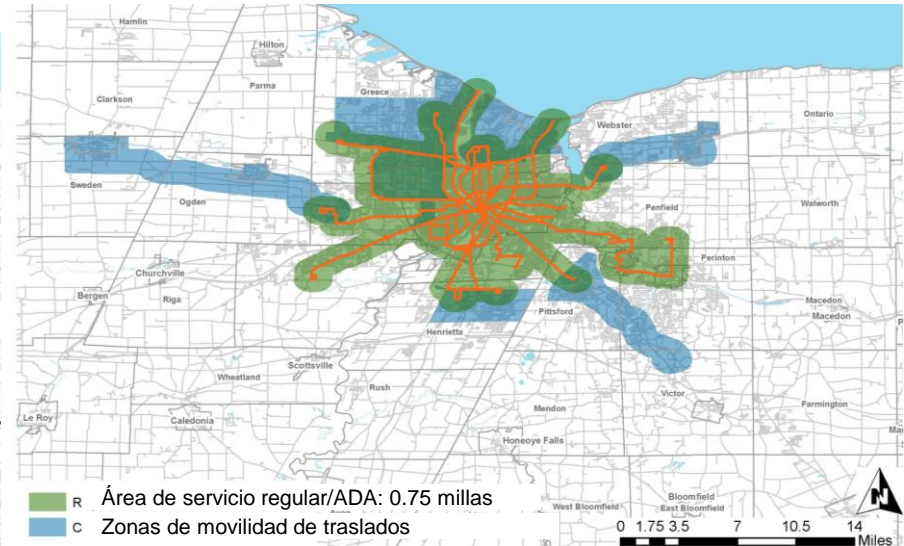 Hamlin
Hilton
Parma
Greece
Clarkson
Webster
Ontario
Sweden
Ogden
Penfield
Walworth
Churchville
Riga
Bergen
Perinton
Macedon
Macedon
Pittsford
Henrietta
Scottsville
Wheatland
Rush
Victor
Mendon
Farmington
Le Roy
Caledonia
Honeoye Falls
Bloomfield
West Bloomfield
East Bloomfield
R Área de servicio regular/ADA: 0.75 millas
C Zonas de movilidad de traslados
N
0 1.75 3.5 7 10.5 14
Miles